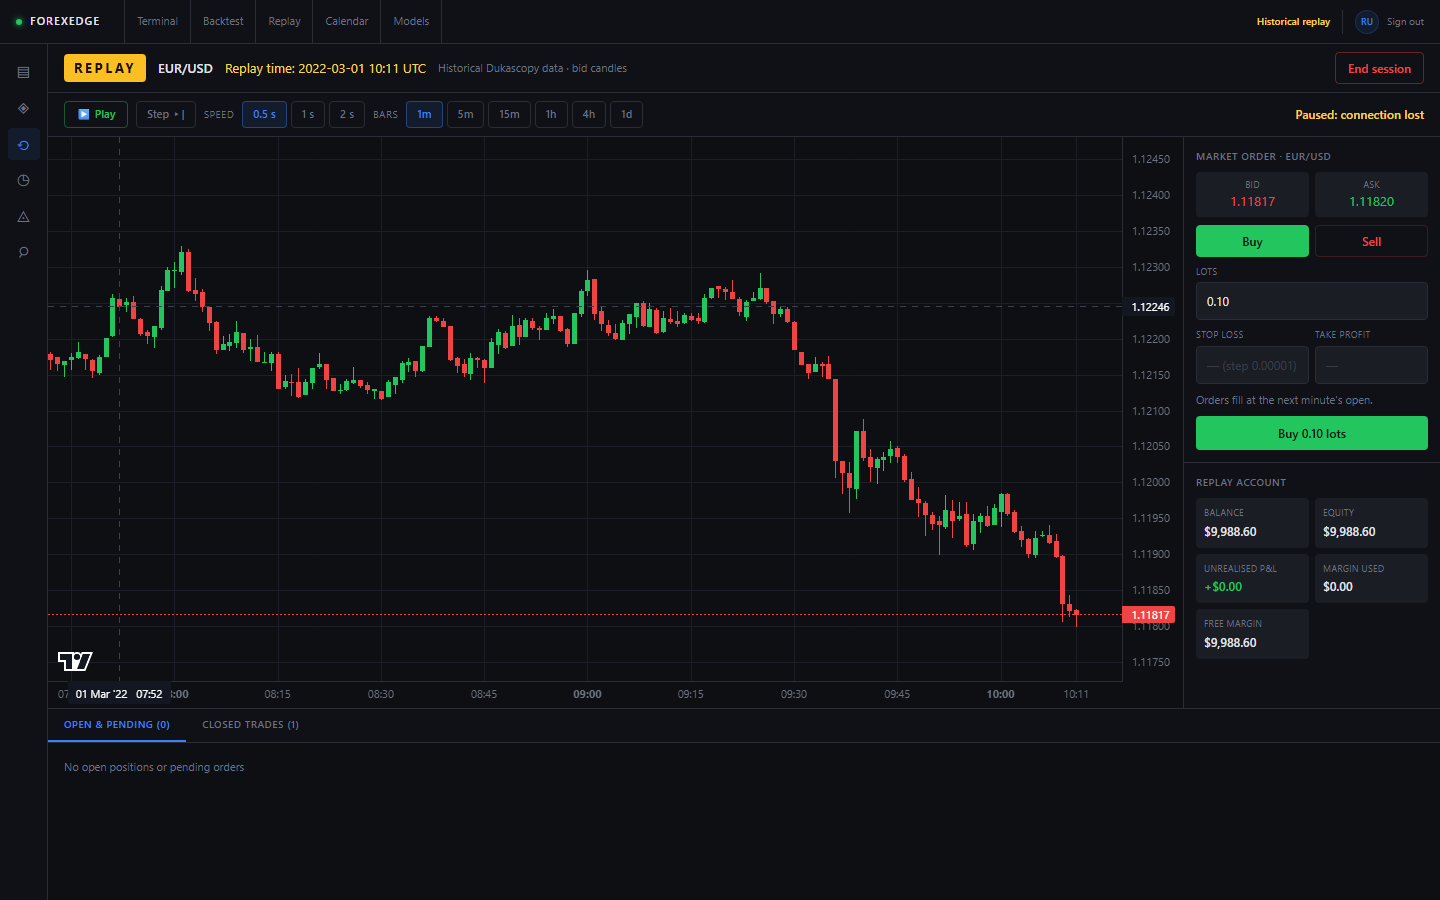 FOREXEDGE Terminal Backtest Replay Calendar Models Historical replay RU Sign out
REPLAY EUR/USD Replay time: 2022-03-01 10:11 UTC Historical Dukascopy data · bid candles End session
Play Step SPEED 0.5 s 1 s 2 s BARS 1m 5m 15m 1h 4h 1d Paused: connection lost
1.12450
1.12400
1.12350
1.12300
1.12246
1.12200
1.12150
1.12100
1.12050
1.12000
1.11950
1.11900
1.11850
1.11817
1.11800
1.11750
01 Mar '22 07:52 08:15 08:30 08:45 09:00 09:15 09:30 09:45 10:00 10:11
MARKET ORDER · EUR/USD
BID ASK
1.11817 1.11820
Buy Sell
LOTS
0.10
STOP LOSS TAKE PROFIT
— (step 0.00001) —
Orders fill at the next minute's open.
Buy 0.10 lots
REPLAY ACCOUNT
BALANCE EQUITY
$9,988.60 $9,988.60
UNREALISED P&L MARGIN USED
+$0.00 $0.00
FREE MARGIN
$9,988.60
OPEN & PENDING (0) CLOSED TRADES (1)
No open positions or pending orders